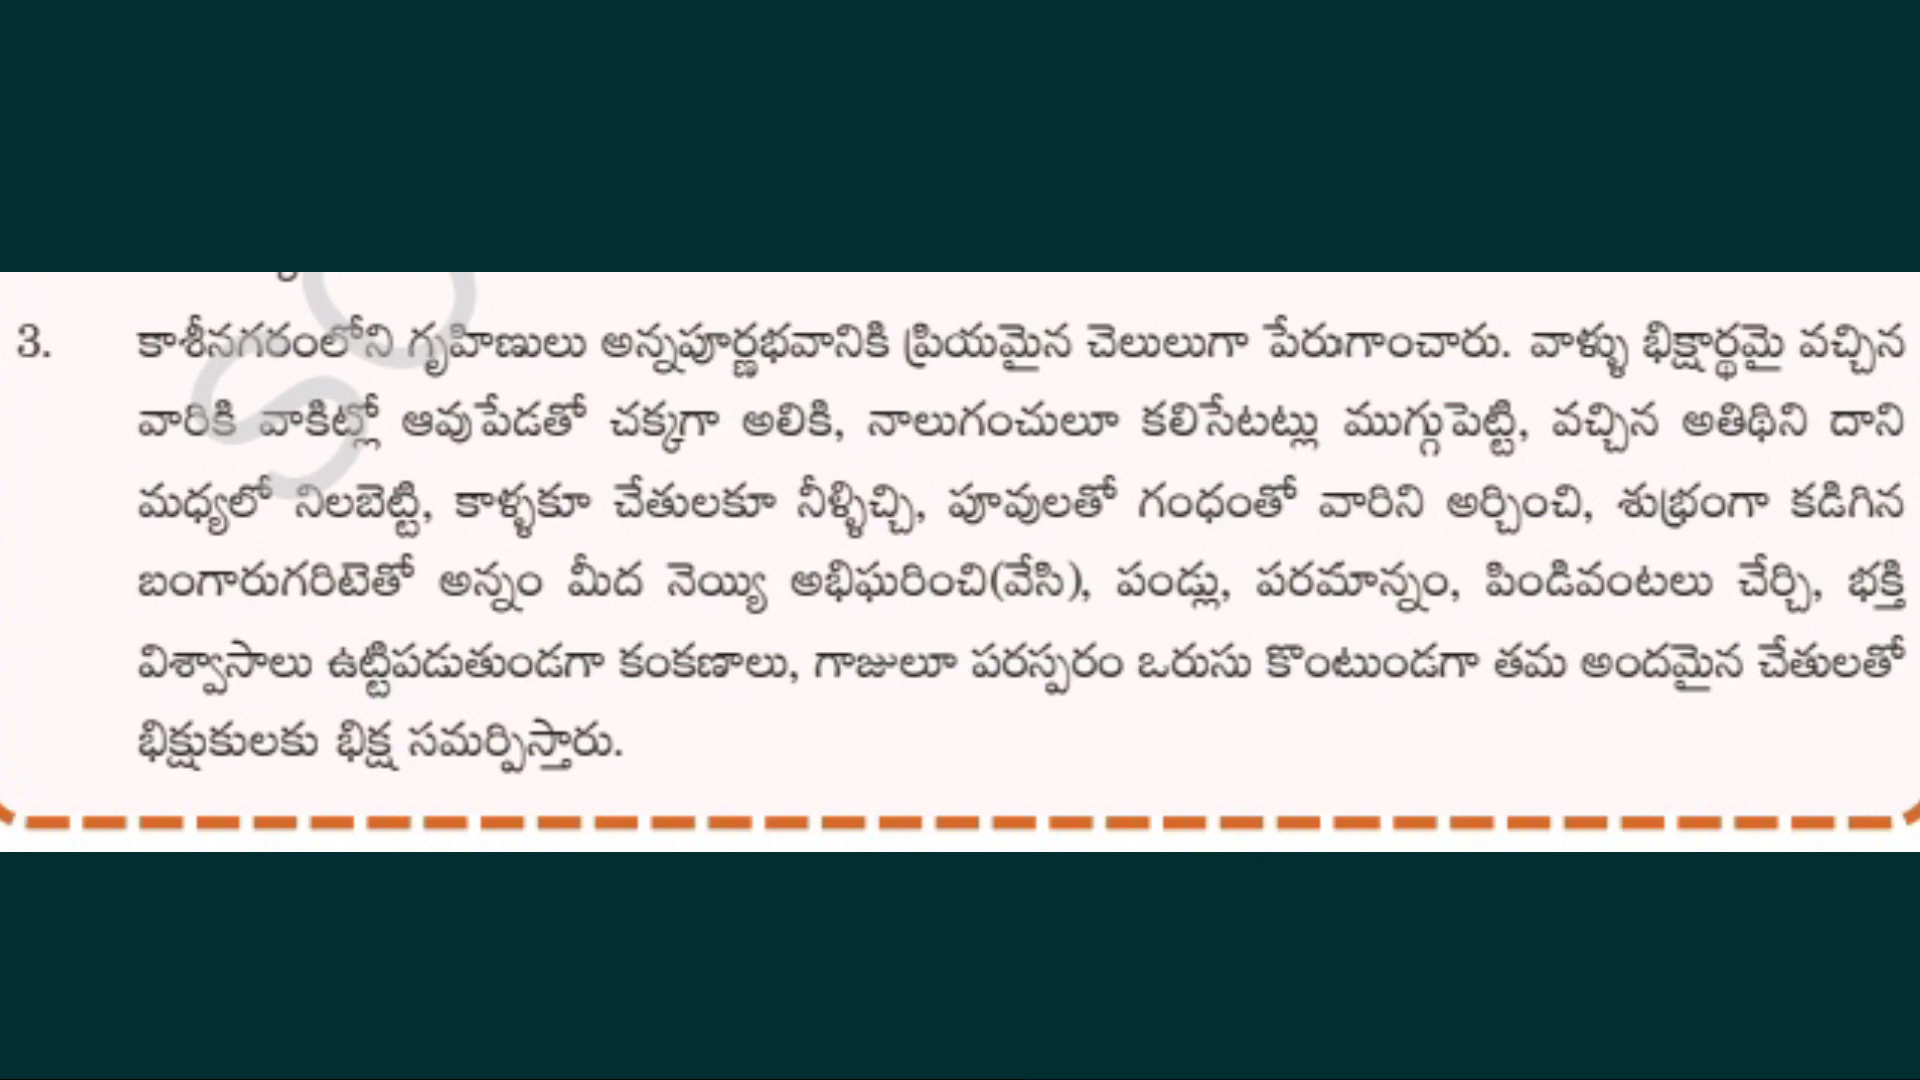 3. కాశీనగరంలోని గృహిణులు అన్నపూర్ణభవానికి ప్రియమైన చెలులుగా పేరుగాంచారు. వాళ్ళు భిక్షార్థమై వచ్చిన
వారికి వాకిట్లో ఆవుపేడతో చక్కగా అలికి, నాలుగంచులూ కలిసేటట్లు ముగ్గుపెట్టి, వచ్చిన అతిథిని దాని
మధ్యలో నిలబెట్టి, కాళ్ళకూ చేతులకూ నీళ్ళిచ్చి, పూవులతో గంధంతో వారిని అర్చించి, శుభ్రంగా కడిగిన
బంగారుగరిటెతో అన్నం మీద నెయ్యి అభిఘరించి(వేసి), పండ్లు, పరమాన్నం, పిండివంటలు చేర్చి, భక్తి
విశ్వాసాలు ఉట్టిపడుతుండగా కంకణాలు, గాజులూ పరస్పరం ఒరుసు కొంటుండగా తమ అందమైన చేతులతో
భిక్షుకులకు భిక్ష సమర్పిస్తారు.